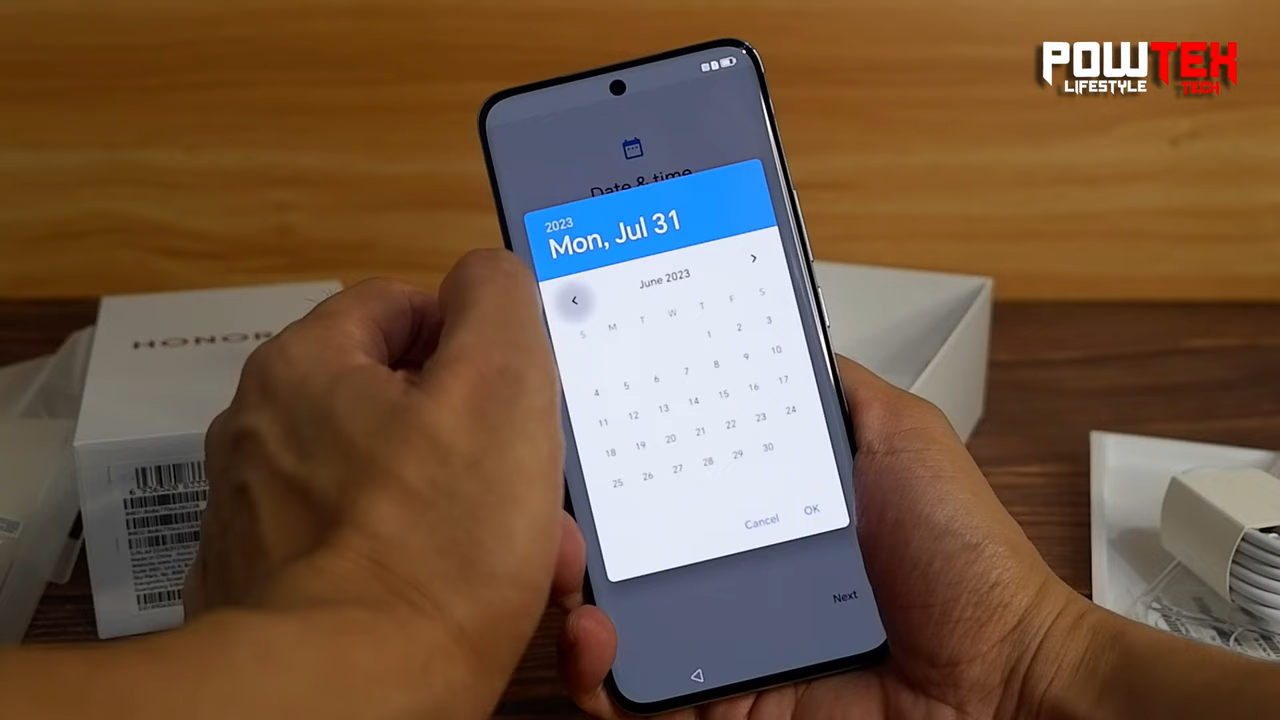 POWTEK
LIFESTYLE TECH
Date & time
2023
Mon, Jul 31
June 2023
S M T W T F S
1 2 3
4 5 6 7 8 9 10
11 12 13 14 15 16 17
18 19 20 21 22 23 24
25 26 27 28 29 30
Cancel OK
Next
HONOR